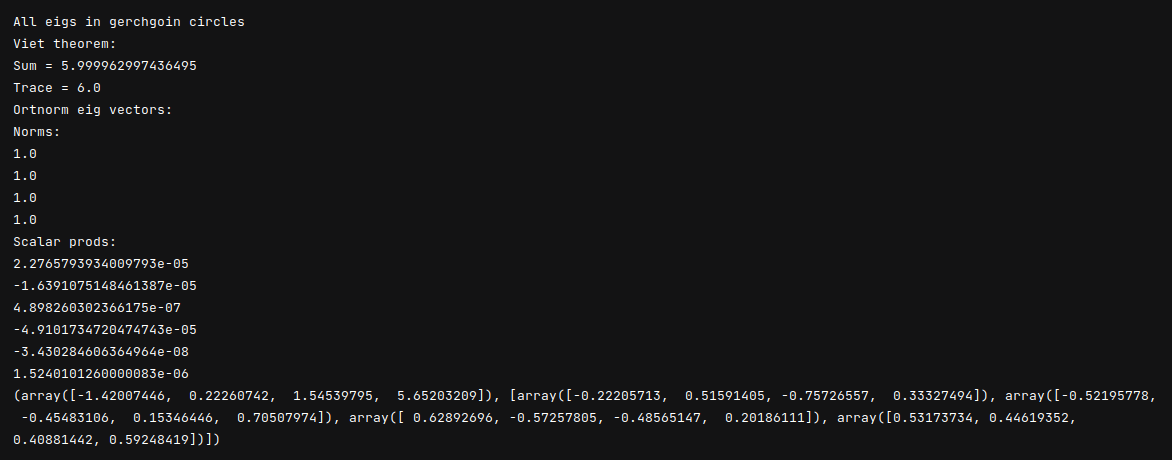 All eigs in gerchgoin circles
Viet theorem:
Sum = 5.999962997436495
Trace = 6.0
Ortnorm eig vectors:
Norms:
1.0
1.0
1.0
1.0
Scalar prods:
2.2765793934009793e-05
-1.6391075148461387e-05
4.898260302366175e-07
-4.9101734720474743e-05
-3.430284606364964e-08
1.5240101260000083e-06
(array([-1.42007446,  0.22260742,  1.54539795,  5.65203209]), [array([-0.22205713,  0.51591405, -0.75726557,  0.33327494]), array([-0.52195778,
 -0.45483106,  0.15346446,  0.70507974]), array([ 0.62892696, -0.57257805, -0.48565147,  0.20186111]), array([0.53173734, 0.44619352,
0.40881442, 0.59248419])])